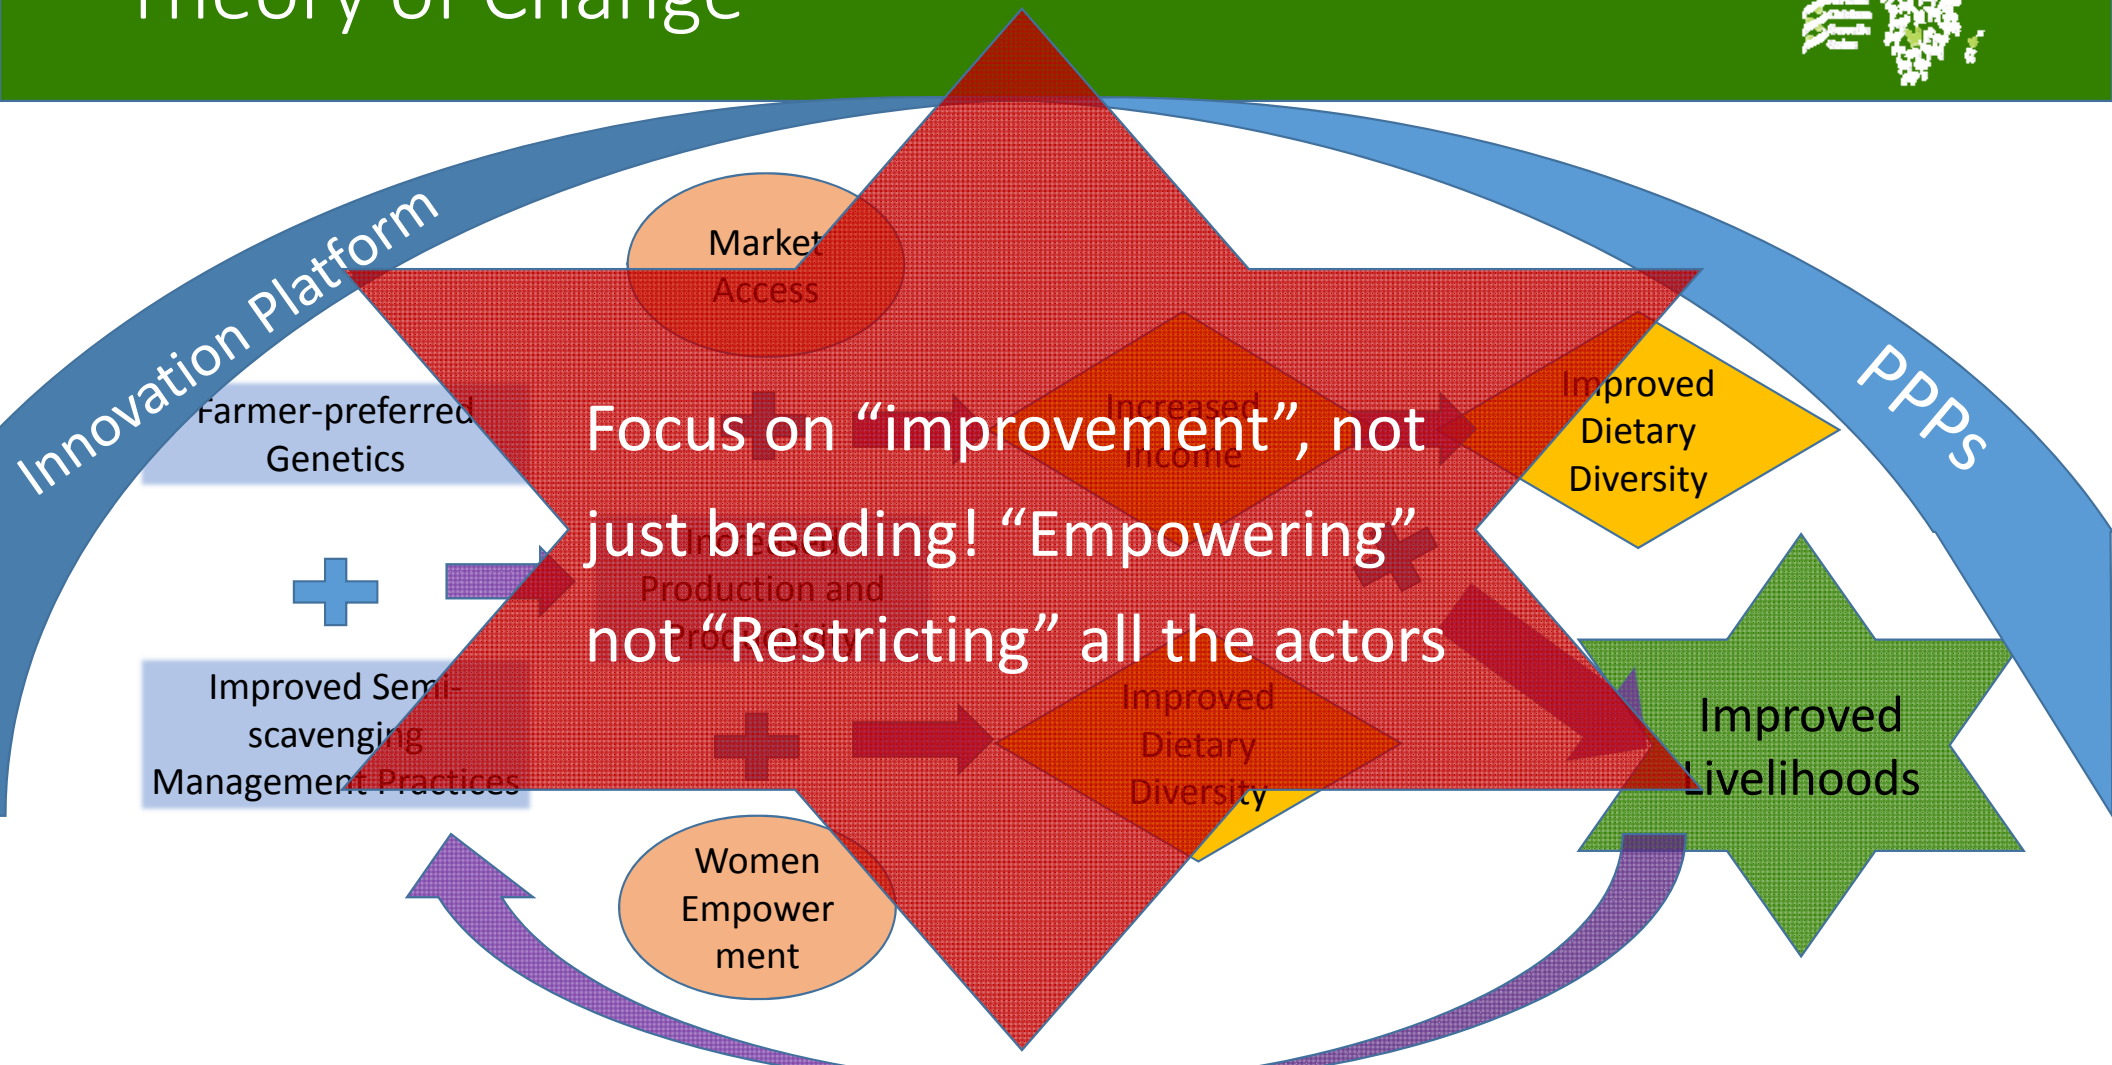 Theory of Change
Innovation Platform
PPPs
Market
Access
Farmer-preferred
Genetics
Increased
Income
Improved
Dietary
Diversity
Focus on “improvement”, not
just breeding! “Empowering”
not “Restricting” all the actors
Increased
Production and
Productivity
Improved Semi-
scavenging
Management Practices
Improved
Dietary
Diversity
Improved
Livelihoods
Women
Empower
ment